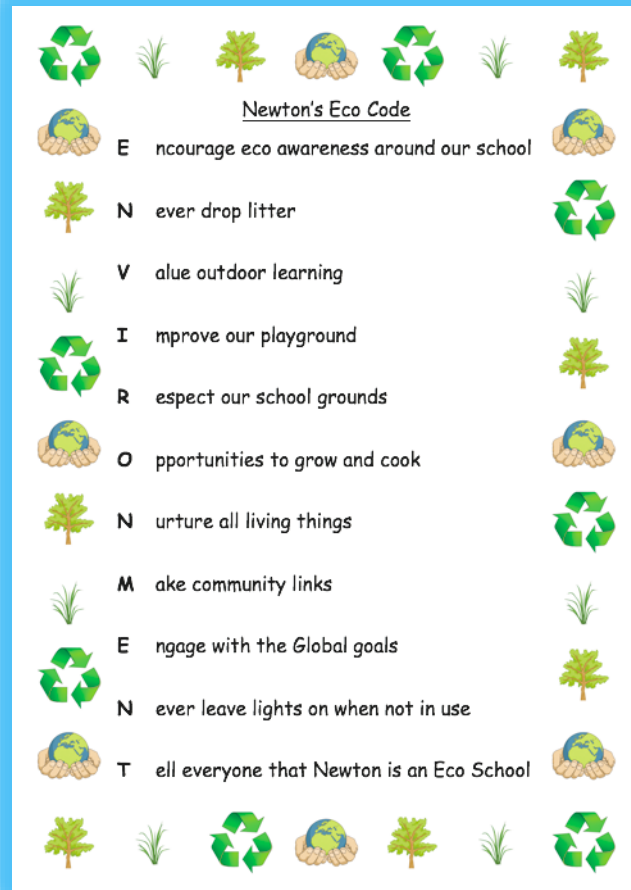 Newton's Eco Code
E ncourage eco awareness around our school
N ever drop litter
V alue outdoor learning
I mprove our playground
R espect our school grounds
O pportunities to grow and cook
N urture all living things
M ake community links
E ngage with the Global goals
N ever leave lights on when not in use
T ell everyone that Newton is an Eco School